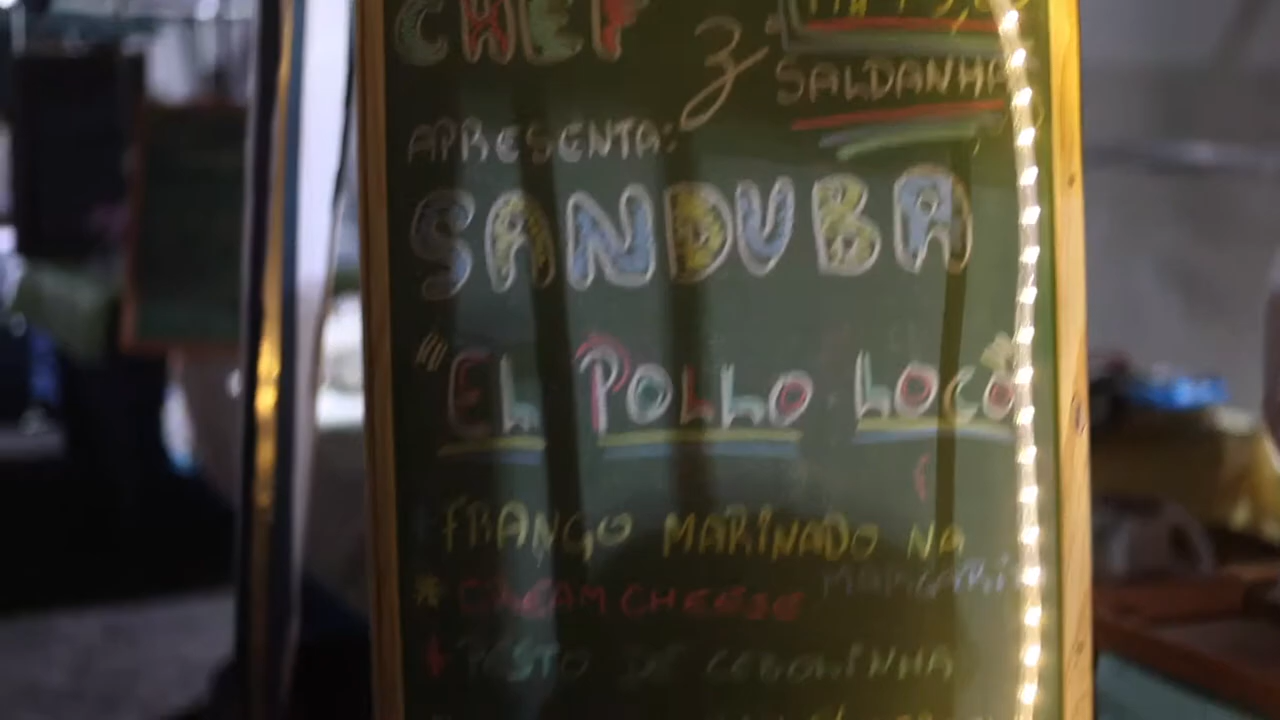 CHEF
SALDANHA
APRESENTA:
SANDUBA
"EL POLLO LOCO"
FRANGO MARINADO NA
* CREAM CHEESE
PESTO DE CEBOLINHA